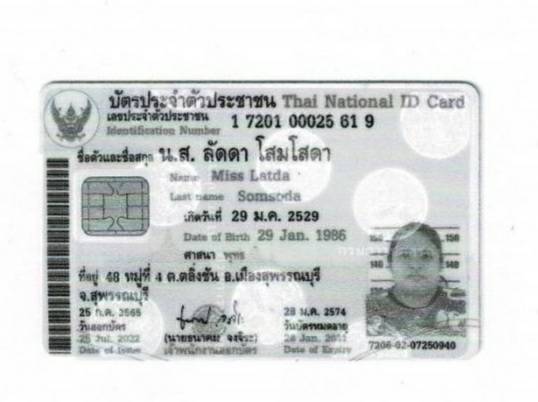 บัตรประจำตัวประชาชน Thai National ID Card
เลขประจำตัวประชาชน 1 7201 00025 61 9
Identification Number
ชื่อตัวและชื่อสกุล น.ส. ลัดดา โสมโสดา
Name Miss Latda
Last name Somsoda
เกิดวันที่ 29 ม.ค. 2529
Date of Birth 29 Jan. 1986
ศาสนา พุทธ
ที่อยู่ 48 หมู่ที่ 4 ต.ตลิ่งชัน อ.เมืองสุพรรณบุรี
จ.สุพรรณบุรี
25 ก.ค. 2565
วันออกบัตร
25 Jul. 2022
Date of Issue
เจ้าพนักงานออกบัตร
28 ม.ค. 2574
วันบัตรหมดอายุ
28 Jan. 2031
Date of Expiry
150 150
140 140
7206-02-07250940